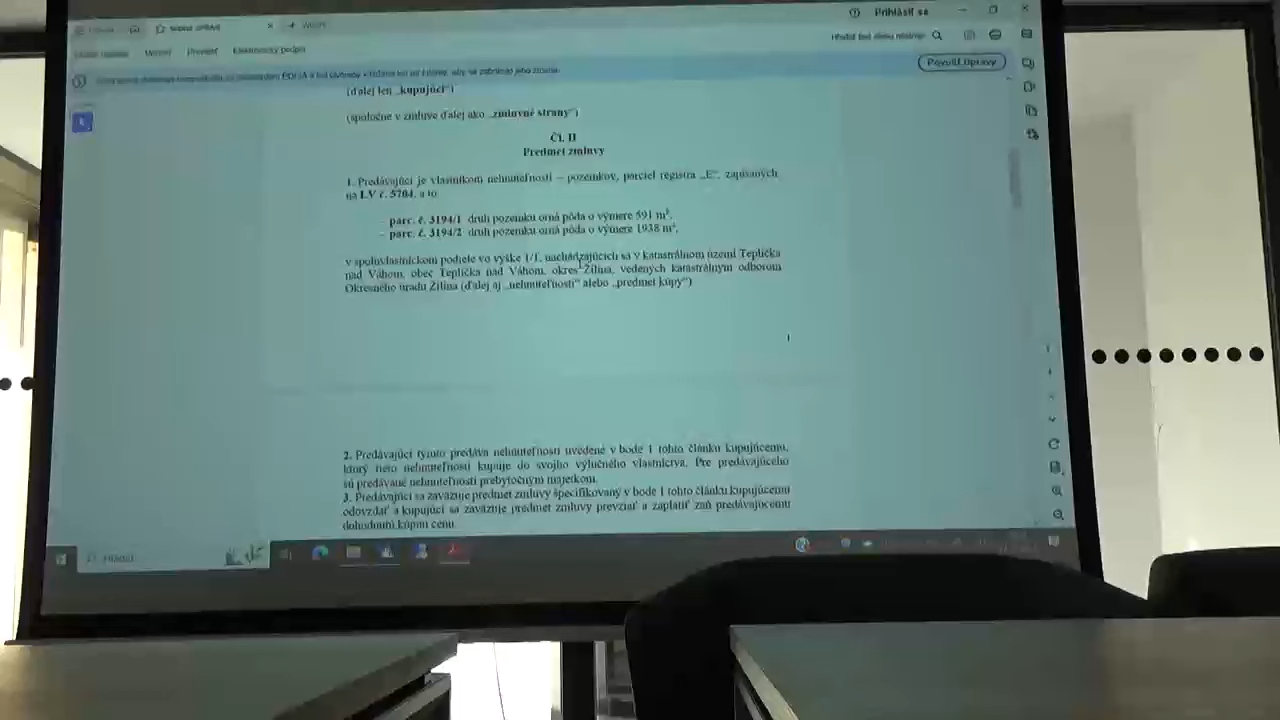 Prihlásiť sa
Elektronický podpis
Povoliť úpravy
(ďalej len „kupujúci“)
(spoločne v zmluve ďalej ako „zmluvné strany“)
Čl. II
Predmet zmluvy
1. Predávajúci je vlastníkom nehnuteľností – pozemkov, parciel registra „E“, zapísaných
na LV č. 5704, a to
- parc. č. 3194/1 druh pozemku orná pôda o výmere 591 m²,
- parc. č. 3194/2 druh pozemku orná pôda o výmere 1938 m²,
v spoluvlastníckom podiele vo výške 1/1, nachádzajúcich sa v katastrálnom území Teplička
nad Váhom, obec Teplička nad Váhom, okres Žilina, vedených katastrálnym odborom
Okresného úradu Žilina (ďalej aj „nehnuteľnosti“ alebo „predmet kúpy“)
1
2. Predávajúci týmto predáva nehnuteľnosti uvedené v bode 1 tohto článku kupujúcemu,
ktorý tieto nehnuteľnosti kupuje do svojho výlučného vlastníctva. Pre predávajúceho
sú predávané nehnuteľnosti prebytočným majetkom.
3. Predávajúci sa zaväzuje predmet zmluvy špecifikovaný v bode 1 tohto článku kupujúcemu
odovzdať a kupujúci sa zaväzuje predmet zmluvy prevziať a zaplatiť zaň predávajúcemu
dohodnutú kúpnu cenu.